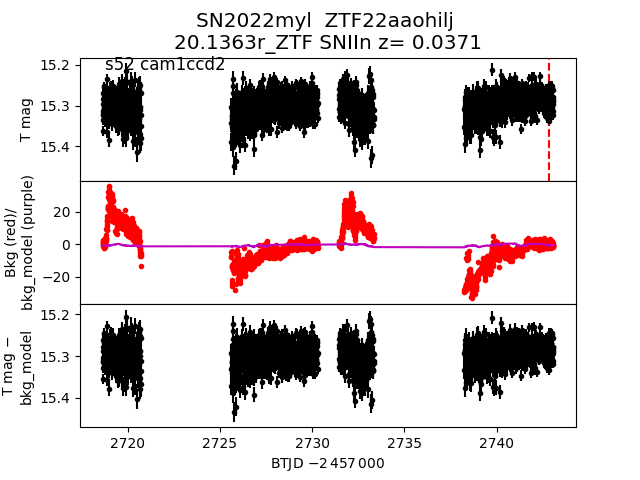 SN2022myl  ZTF22aaohilj
20.1363r_ZTF SNIIn z= 0.0371
s52 cam1ccd2
15.2
15.3
15.4
T mag
20
0
−20
Bkg (red)/
bkg_model (purple)
15.2
15.3
15.4
T mag −
bkg_model
2720
2725
2730
2735
2740
BTJD −2 457 000